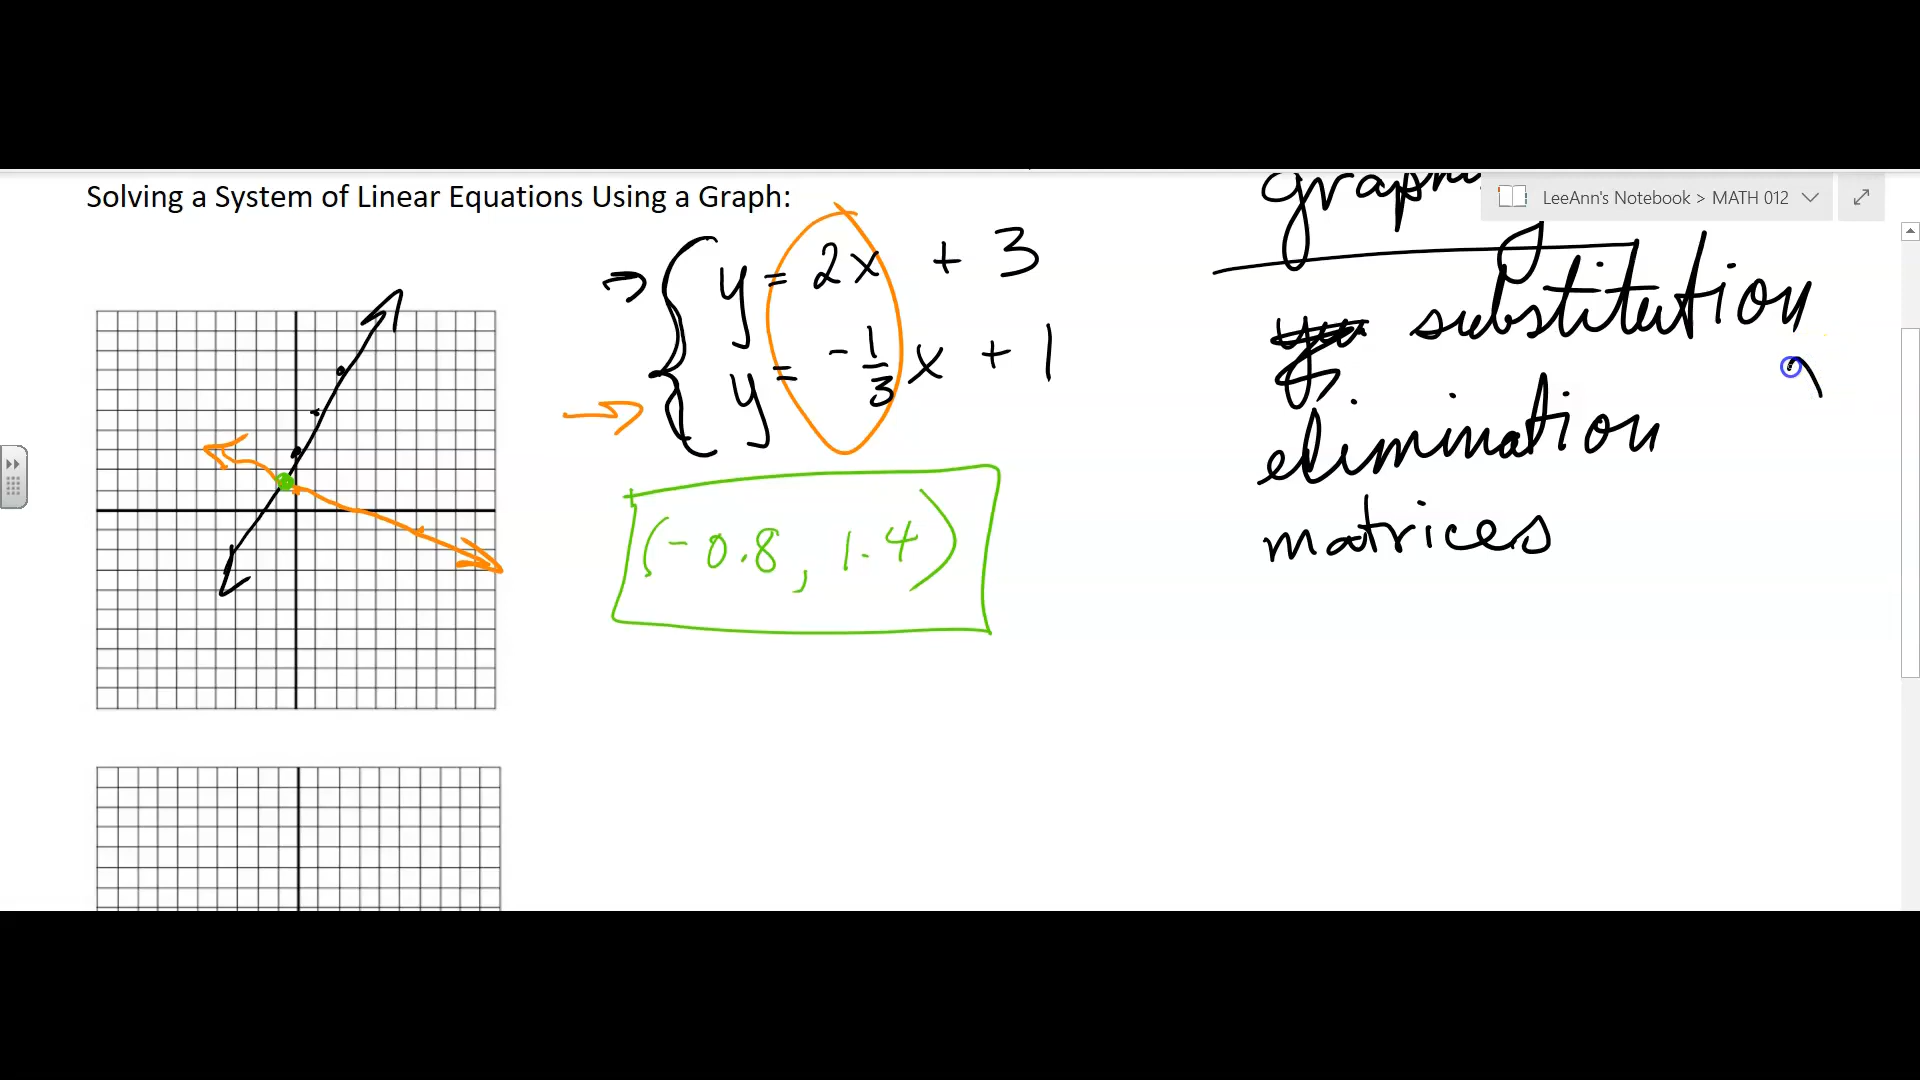 Solving a System of Linear Equations Using a Graph:
LeeAnn's Notebook > MATH 012
y = 2x + 3
y = -1/3 x + 1
(-0.8, 1.4)
substitution
elimination
matrices